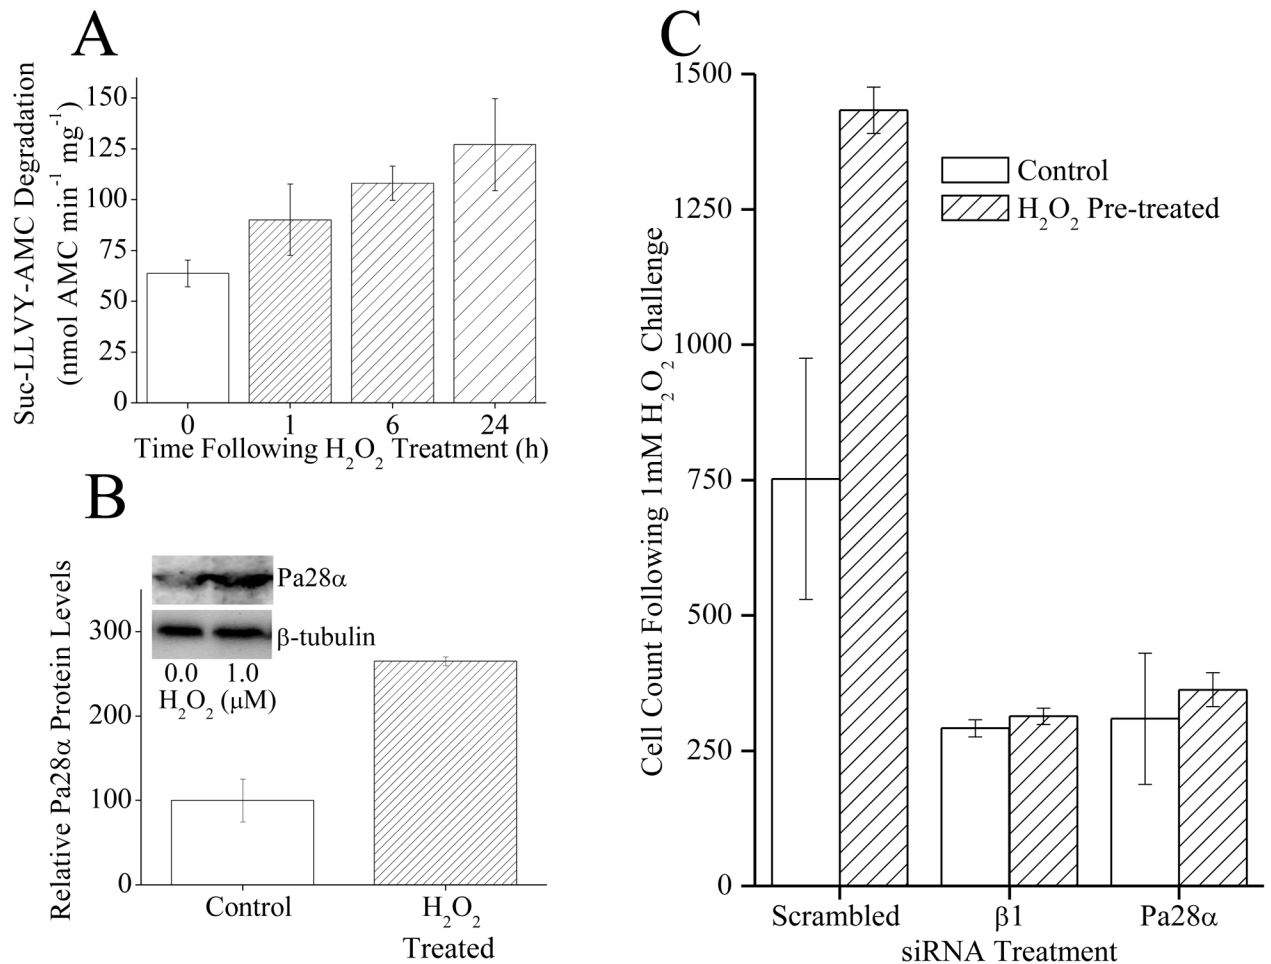 A
Suc-LLVY-AMC Degradation
(nmol AMC min⁻¹ mg⁻¹)
150
125
100
75
50
25
0
0 1 6 24
Time Following H₂O₂ Treatment (h)
B
Relative Pa28α Protein Levels
300
200
100
0
Pa28α
β-tubulin
0.0 1.0
H₂O₂ (μM)
Control H₂O₂
Treated
C
Cell Count Following 1mM H₂O₂ Challenge
1500
1250
1000
750
500
250
0
Control
H₂O₂ Pre-treated
Scrambled β1 Pa28α
siRNA Treatment